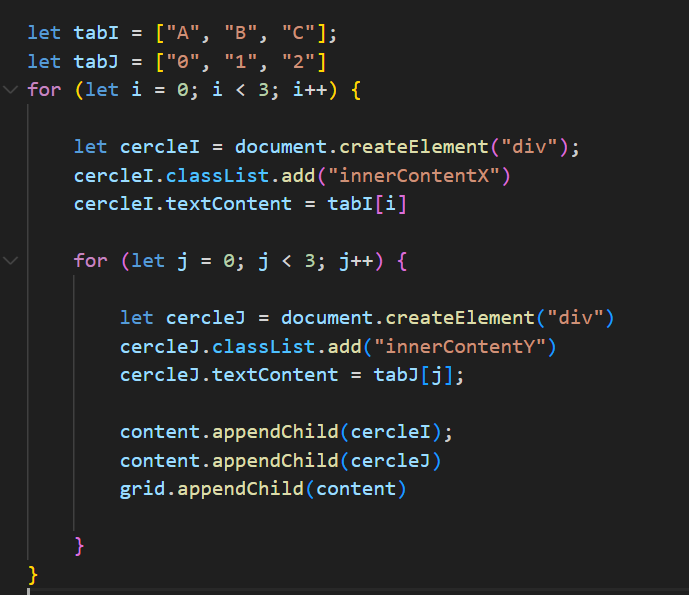 let tabI = ["A", "B", "C"];
let tabJ = ["0", "1", "2"]
for (let i = 0; i < 3; i++) {
let cercleI = document.createElement("div");
cercleI.classList.add("innerContentX")
cercleI.textContent = tabI[i]
for (let j = 0; j < 3; j++) {
let cercleJ = document.createElement("div")
cercleJ.classList.add("innerContentY")
cercleJ.textContent = tabJ[j];
content.appendChild(cercleI);
content.appendChild(cercleJ)
grid.appendChild(content)
}
}